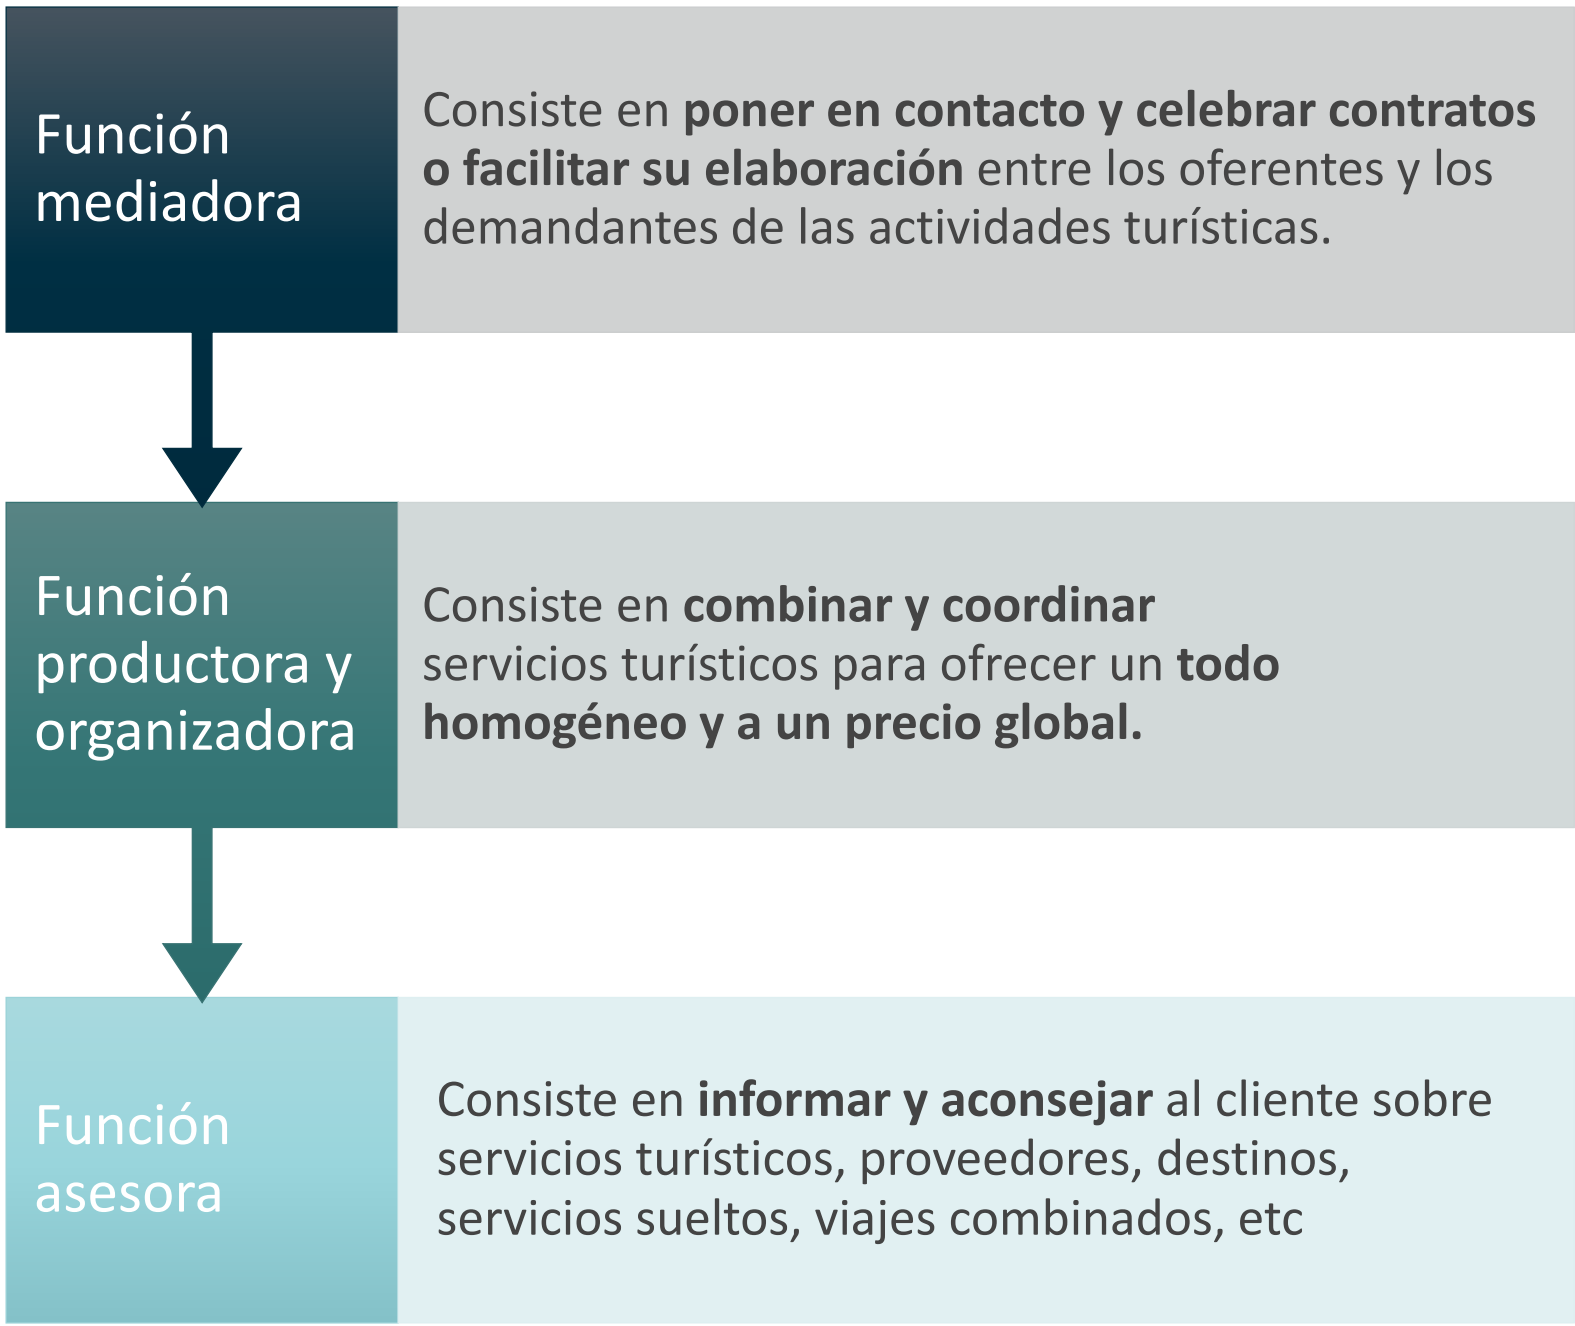 Función
mediadora
Consiste en poner en contacto y celebrar contratos
o facilitar su elaboración entre los oferentes y los
demandantes de las actividades turísticas.
Función
productora y
organizadora
Consiste en combinar y coordinar
servicios turísticos para ofrecer un todo
homogéneo y a un precio global.
Función
asesora
Consiste en informar y aconsejar al cliente sobre
servicios turísticos, proveedores, destinos,
servicios sueltos, viajes combinados, etc